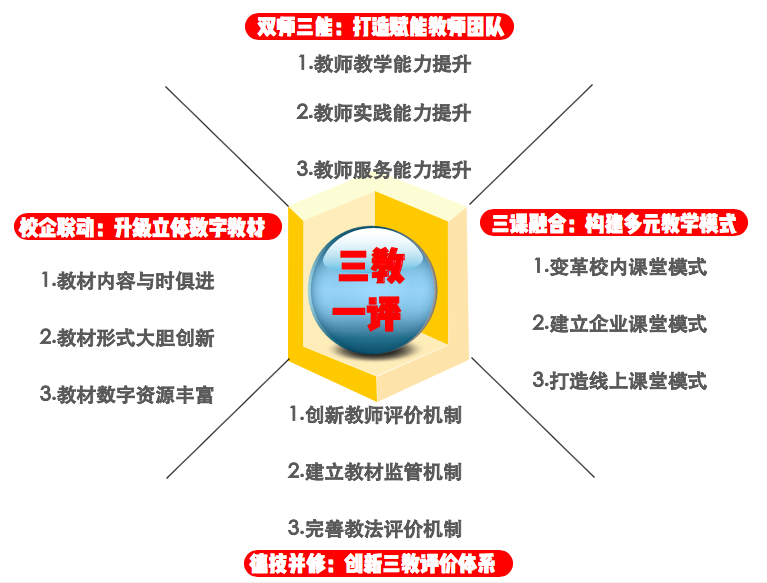 双师三能：打造赋能教师团队
1.教师教学能力提升
2.教师实践能力提升
3.教师服务能力提升
校企联动：升级立体数字教材
1.教材内容与时俱进
2.教材形式大胆创新
3.教材数字资源丰富
三教
一评
三课融合：构建多元教学模式
1.变革校内课堂模式
2.建立企业课堂模式
3.打造线上课堂模式
1.创新教师评价机制
2.建立教材监管机制
3.完善教法评价机制
德技并修：创新三教评价体系